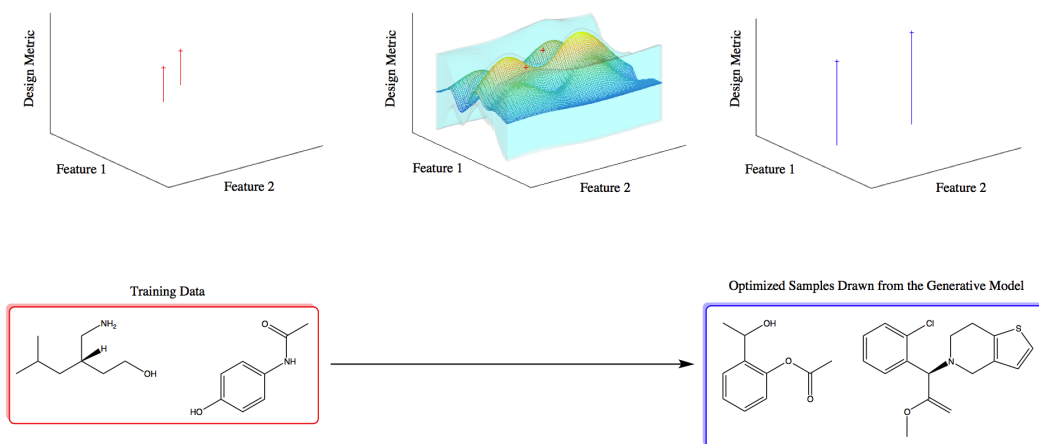 Design Metric
Feature 1
Feature 2
Design Metric
Feature 1
Feature 2
Design Metric
Feature 1
Feature 2
Training Data
NH2
H
OH
O
NH
HO
Optimized Samples Drawn from the Generative Model
OH
O
O
Cl
N
S
O